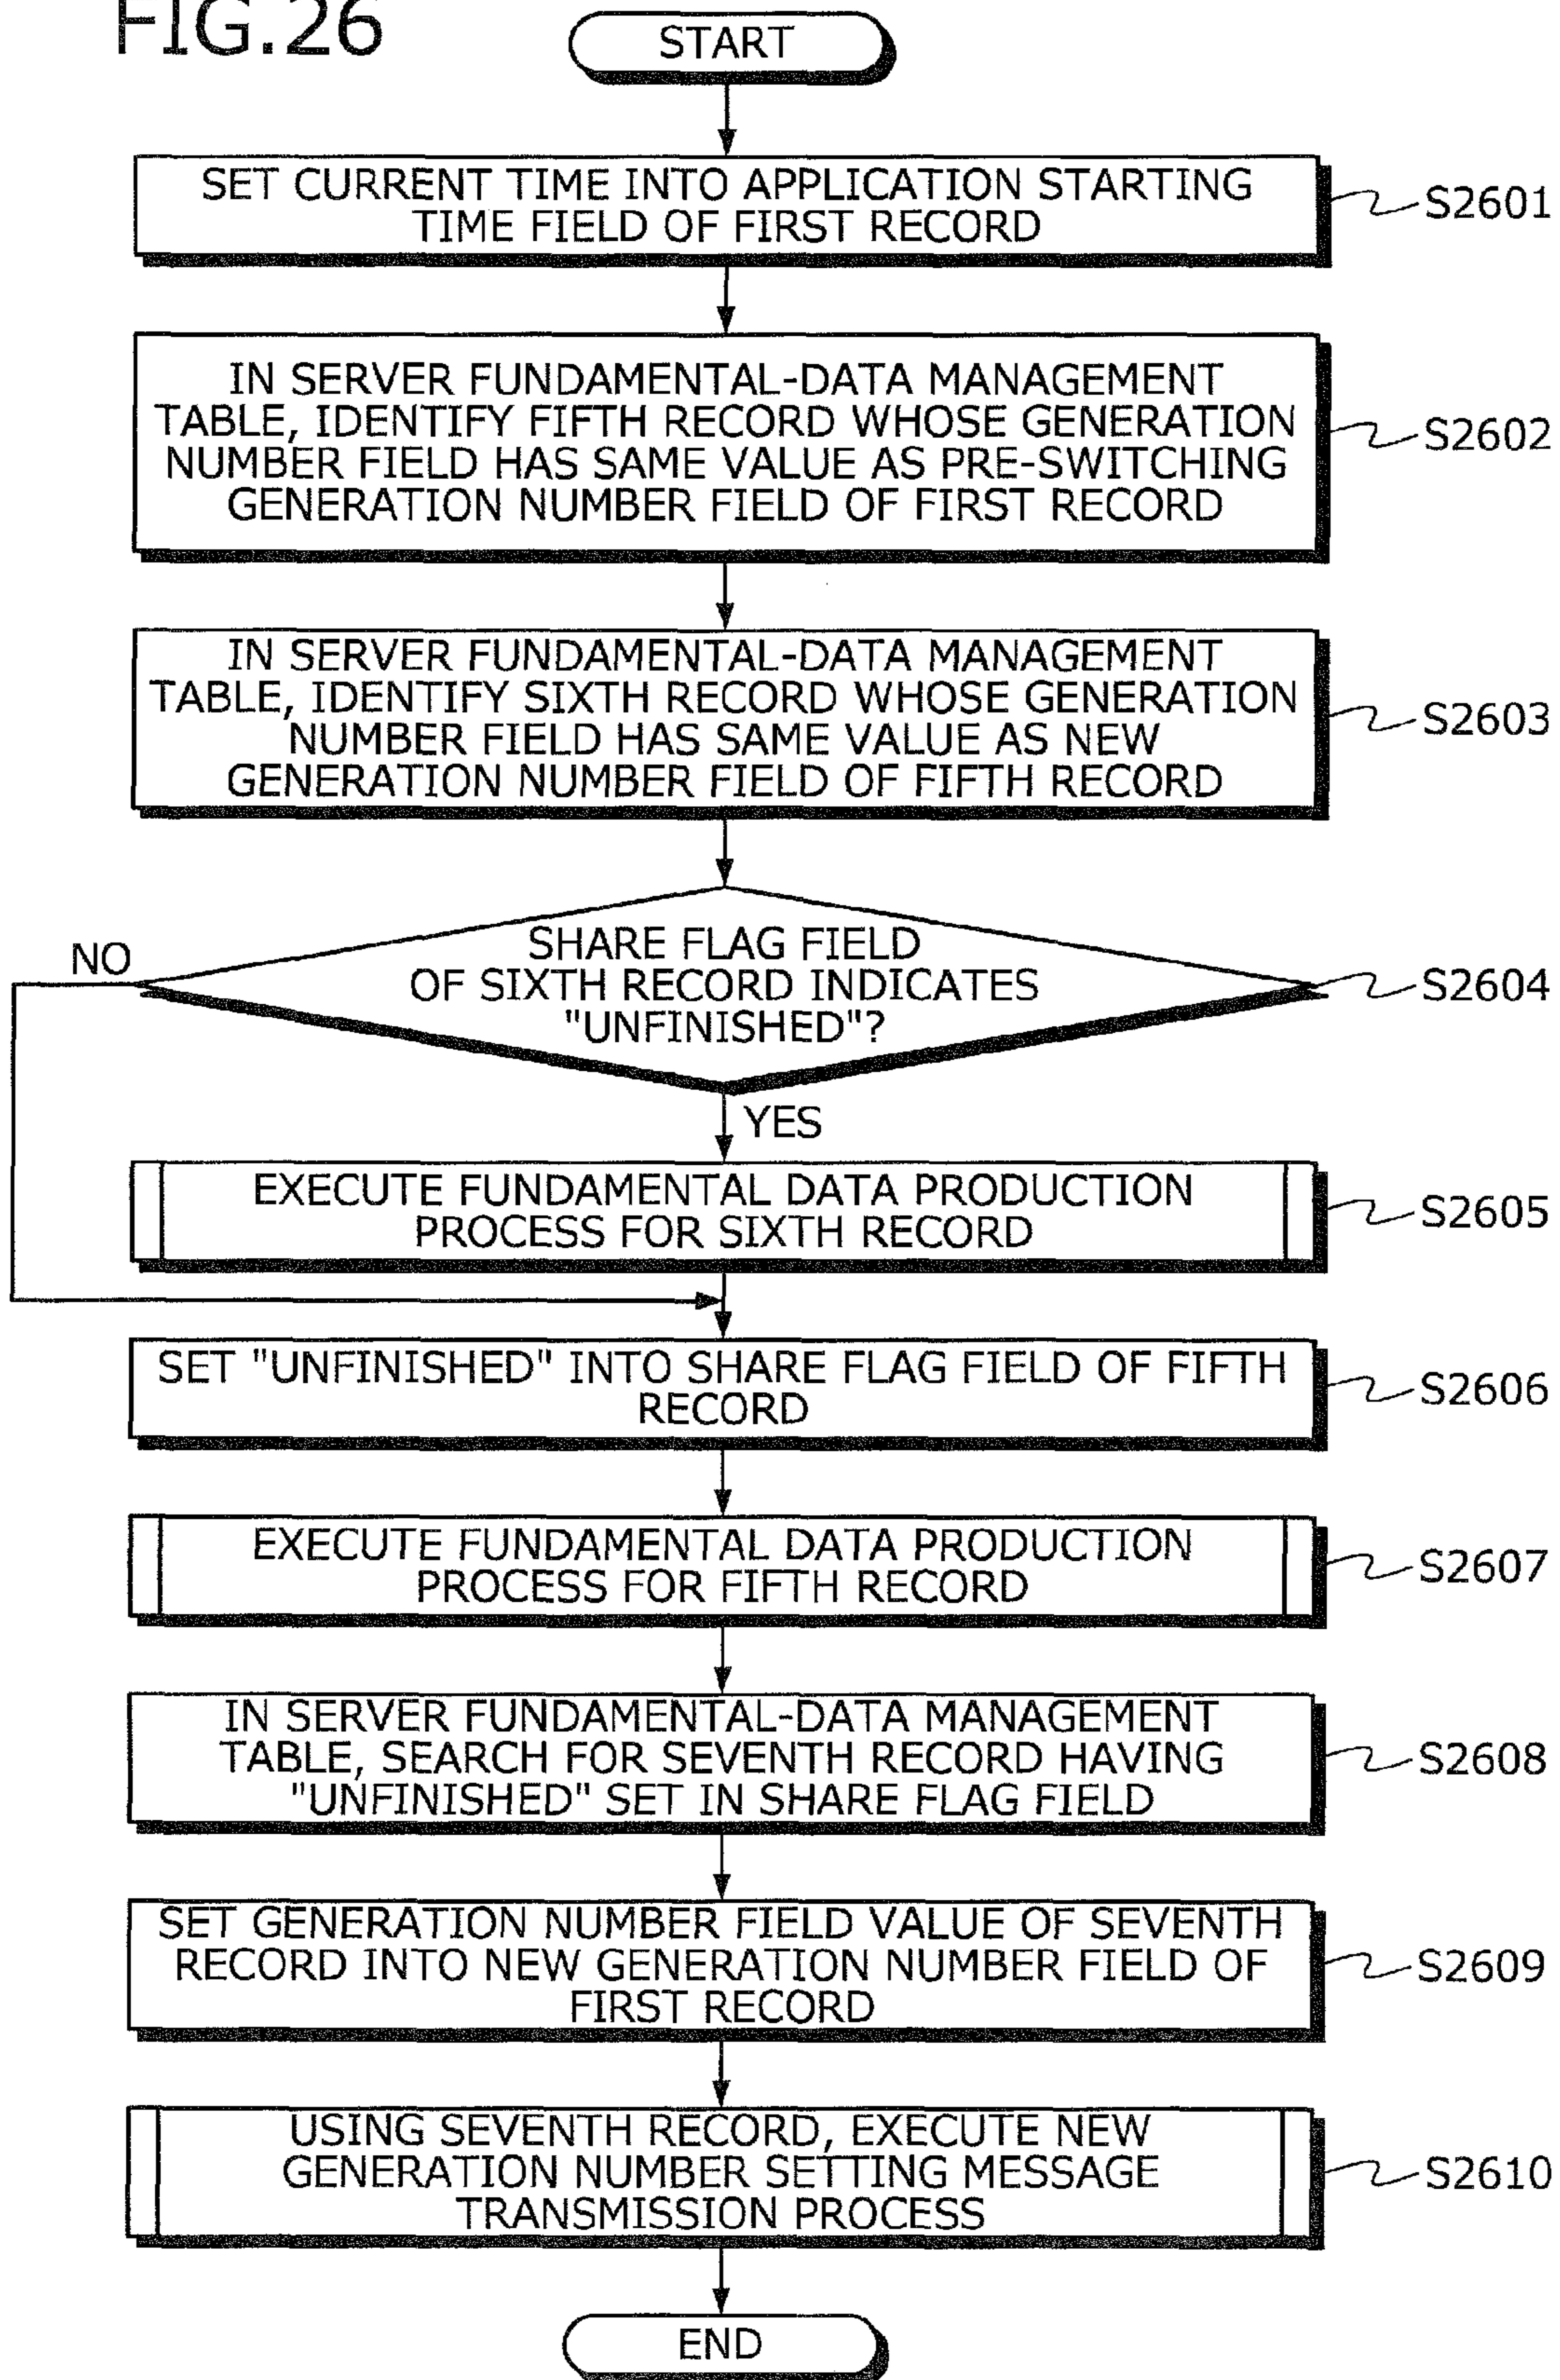 FIG.26
START
SET CURRENT TIME INTO APPLICATION STARTING
TIME FIELD OF FIRST RECORD
S2601
IN SERVER FUNDAMENTAL-DATA MANAGEMENT
TABLE, IDENTIFY FIFTH RECORD WHOSE GENERATION
NUMBER FIELD HAS SAME VALUE AS PRE-SWITCHING
GENERATION NUMBER FIELD OF FIRST RECORD
S2602
IN SERVER FUNDAMENTAL-DATA MANAGEMENT
TABLE, IDENTIFY SIXTH RECORD WHOSE GENERATION
NUMBER FIELD HAS SAME VALUE AS NEW
GENERATION NUMBER FIELD OF FIFTH RECORD
S2603
NO
SHARE FLAG FIELD
OF SIXTH RECORD INDICATES
"UNFINISHED"?
S2604
YES
EXECUTE FUNDAMENTAL DATA PRODUCTION
PROCESS FOR SIXTH RECORD
S2605
SET "UNFINISHED" INTO SHARE FLAG FIELD OF FIFTH
RECORD
S2606
EXECUTE FUNDAMENTAL DATA PRODUCTION
PROCESS FOR FIFTH RECORD
S2607
IN SERVER FUNDAMENTAL-DATA MANAGEMENT
TABLE, SEARCH FOR SEVENTH RECORD HAVING
"UNFINISHED" SET IN SHARE FLAG FIELD
S2608
SET GENERATION NUMBER FIELD VALUE OF SEVENTH
RECORD INTO NEW GENERATION NUMBER FIELD OF
FIRST RECORD
S2609
USING SEVENTH RECORD, EXECUTE NEW
GENERATION NUMBER SETTING MESSAGE
TRANSMISSION PROCESS
S2610
END